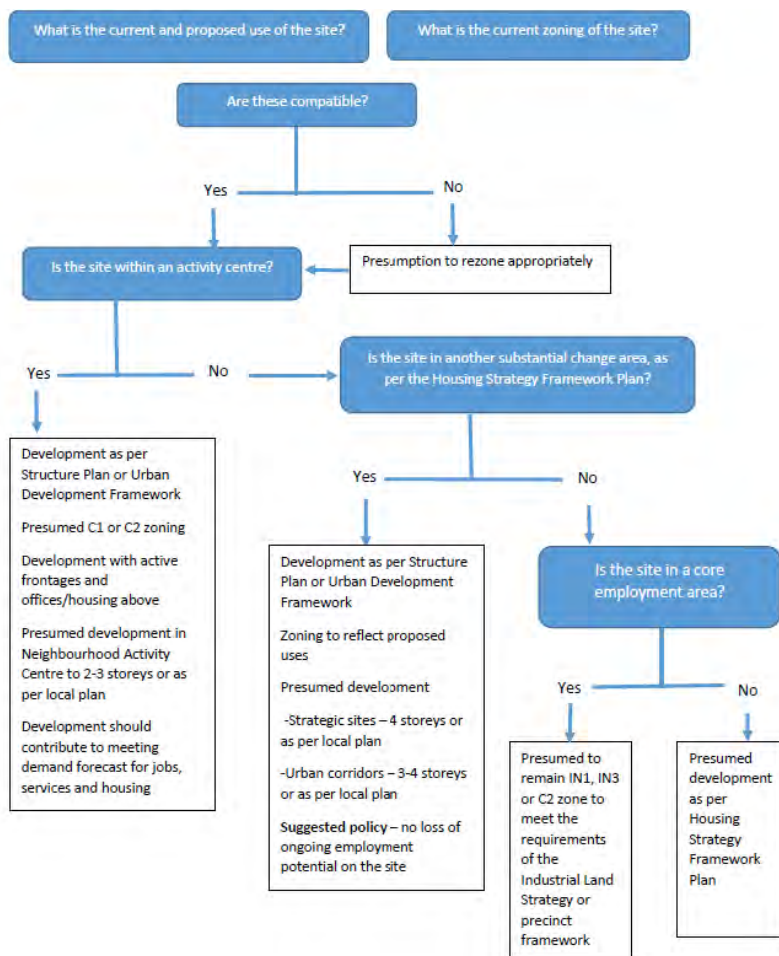 What is the current and proposed use of the site?
What is the current zoning of the site?
Are these compatible?
Yes
No
Is the site within an activity centre?
Presumption to rezone appropriately
Yes
No
Is the site in another substantial change area, as
per the Housing Strategy Framework Plan?
Development as per
Structure Plan or Urban
Development Framework
Presumed C1 or C2 zoning
Development with active
frontages and
offices/housing above
Presumed development in
Neighbourhood Activity
Centre to 2-3 storeys or as
per local plan
Development should
contribute to meeting
demand forecast for jobs,
services and housing
Yes
No
Development as per Structure
Plan or Urban Development
Framework
Zoning to reflect proposed
uses
Presumed development
-Strategic sites – 4 storeys or
as per local plan
-Urban corridors – 3-4 storeys
or as per local plan
Suggested policy – no loss of
ongoing employment
potential on the site
Is the site in a core
employment area?
Yes
No
Presumed to
remain IN1, IN3
or C2 zone to
meet the
requirements
of the
Industrial Land
Strategy or
precinct
framework
Presumed
development
as per
Housing
Strategy
Framework
Plan